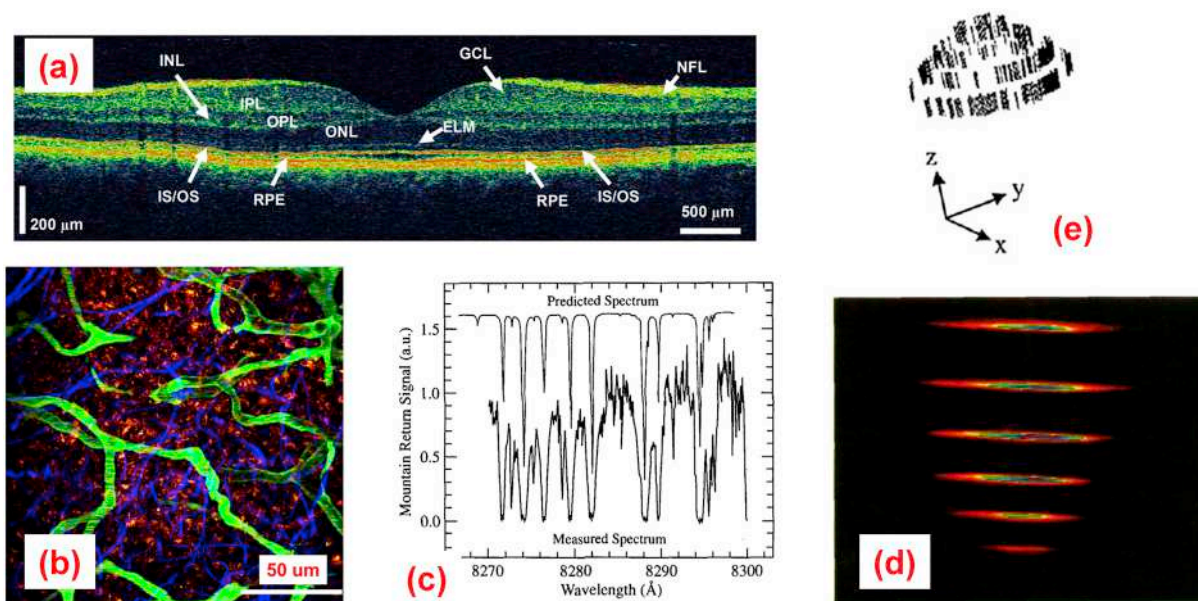 (a)
INL
GCL
NFL
IPL
OPL
ONL
ELM
IS/OS
RPE
RPE
IS/OS
200 µm
500 µm
z
y
x
(e)
(b)
50 um
Predicted Spectrum
Mountain Return Signal (a.u.)
1.5
1.0
0.5
0.0
Measured Spectrum
8270
8280
8290
8300
Wavelength (Å)
(c)
(d)